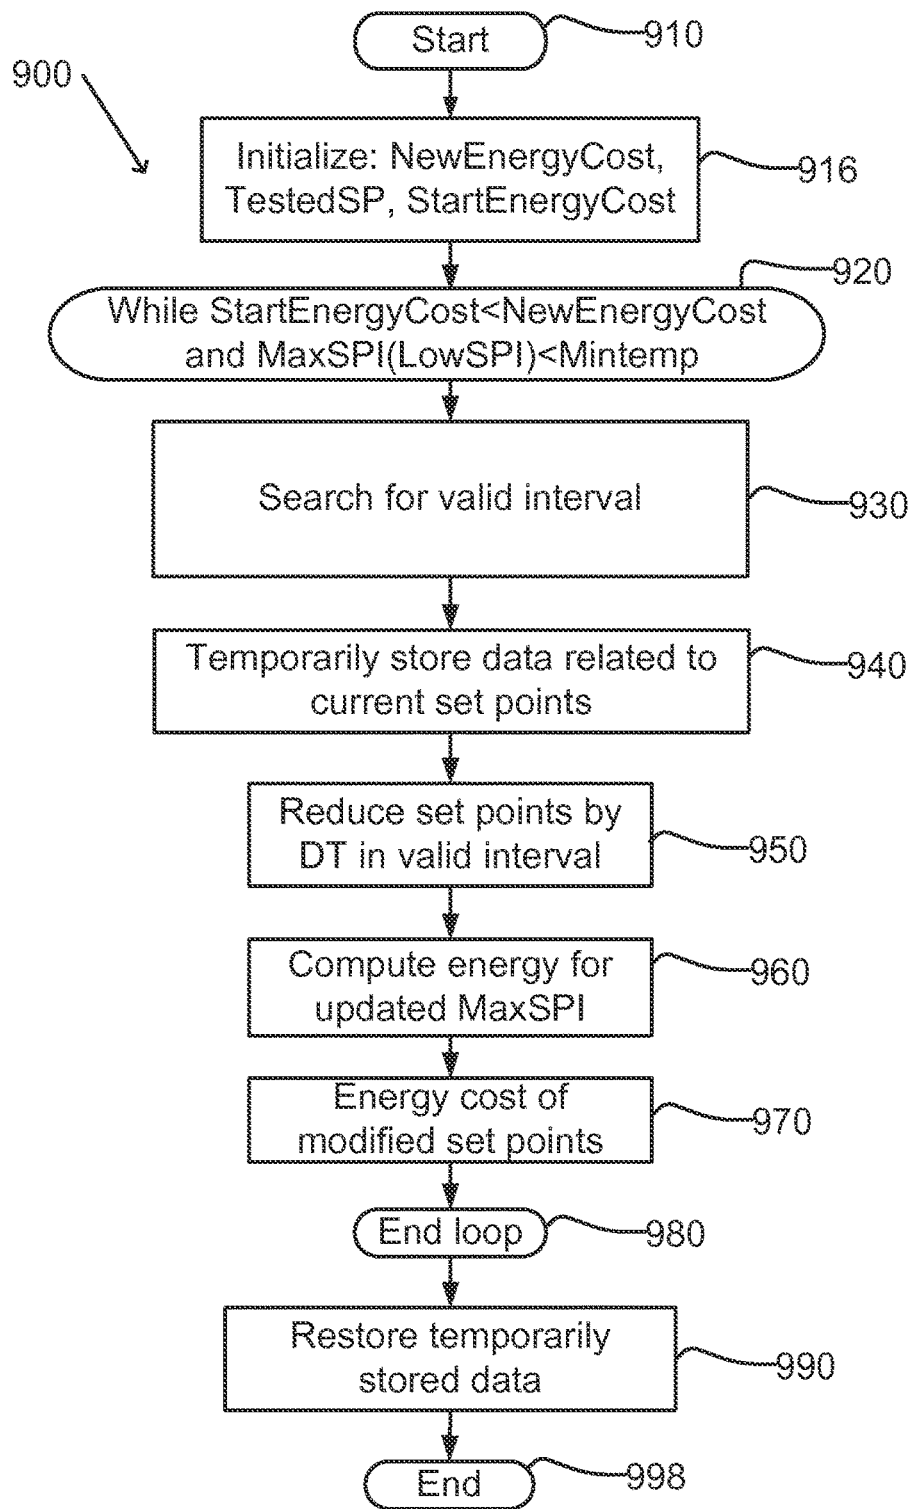 Start
910
900
Initialize: NewEnergyCost,
TestedSP, StartEnergyCost
916
920
While StartEnergyCost<NewEnergyCost
and MaxSPI(LowSPI)<Mintemp
Search for valid interval
930
Temporarily store data related to
current set points
940
Reduce set points by
DT in valid interval
950
Compute energy for
updated MaxSPI
960
Energy cost of
modified set points
970
End loop
980
Restore temporarily
stored data
990
End
998